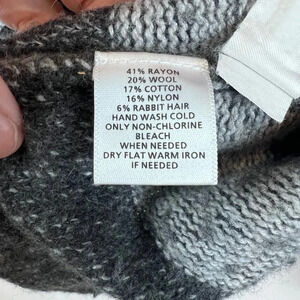 41% RAYON
20% WOOL
17% COTTON
16% NYLON
6% RABBIT HAIR
HAND WASH COLD
ONLY NON-CHLORINE
BLEACH
WHEN NEEDED
DRY FLAT WARM IRON
IF NEEDED